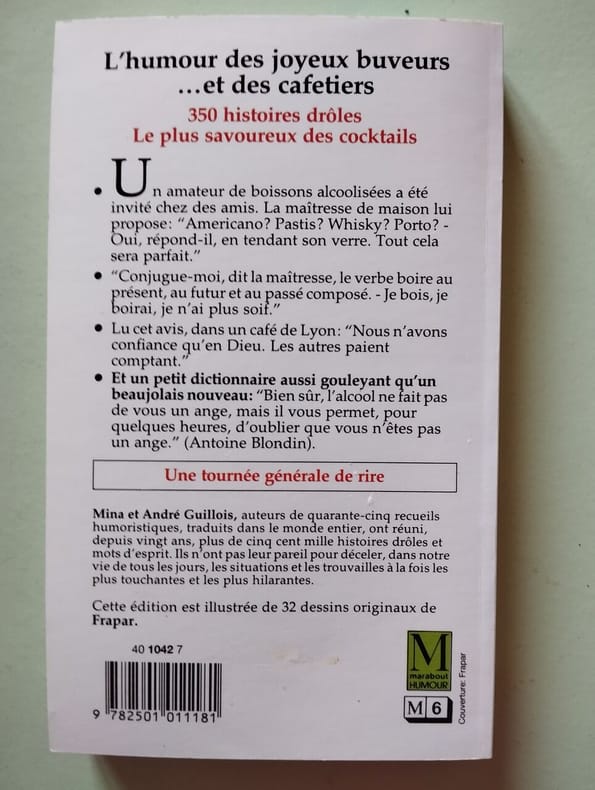 L'humour des joyeux buveurs
...et des cafetiers
350 histoires drôles
Le plus savoureux des cocktails
• Un amateur de boissons alcoolisées a été
invité chez des amis. La maîtresse de maison lui
propose: “Americano? Pastis? Whisky? Porto? -
Oui, répond-il, en tendant son verre. Tout cela
sera parfait.”
• “Conjugue-moi, dit la maîtresse, le verbe boire au
présent, au futur et au passé composé. - Je bois, je
boirai, je n'ai plus soif.”
• Lu cet avis, dans un café de Lyon: “Nous n'avons
confiance qu'en Dieu. Les autres paient
comptant.”
• Et un petit dictionnaire aussi gouleyant qu'un
beaujolais nouveau: “Bien sûr, l'alcool ne fait pas
de vous un ange, mais il vous permet, pour
quelques heures, d'oublier que vous n'êtes pas
un ange.” (Antoine Blondin).
Une tournée générale de rire
Mina et André Guillois, auteurs de quarante-cinq recueils
humoristiques, traduits dans le monde entier, ont réuni,
depuis vingt ans, plus de cinq cent mille histoires drôles et
mots d'esprit. Ils n'ont pas leur pareil pour déceler, dans notre
vie de tous les jours, les situations et les trouvailles à la fois les
plus touchantes et les plus hilarantes.
Cette édition est illustrée de 32 dessins originaux de
Frapar.
40 1042 7
9 782501 011181
M
marabout
HUMOUR
M 6
Couverture: Frapar